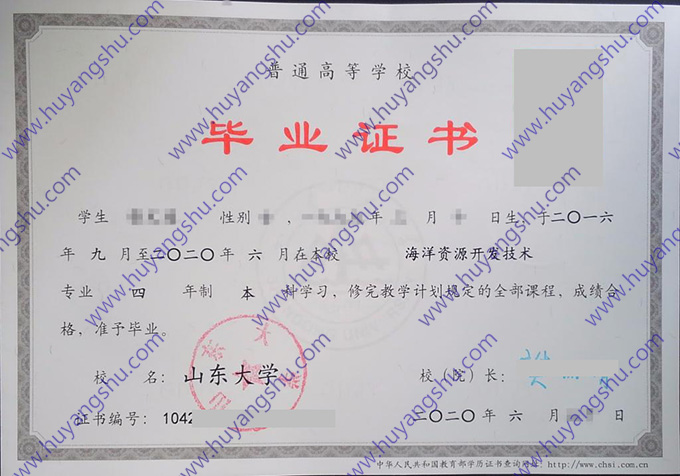 普通高等学校
毕业证书
学生 性别 ,一九九 年 月 日生,于二〇一六
年 九 月至二〇二〇年 六 月在本校 海洋资源开发技术
专业 四 年制 本 科学习,修完教学计划规定的全部课程,成绩合
格,准予毕业。
校 名: 山东大学 校(院)长:
证书编号: 1042 二〇二〇 年 六 月 日
中华人民共和国教育部学历证书查询网址: http://www.chsi.com.cn
www.huyangshu.com